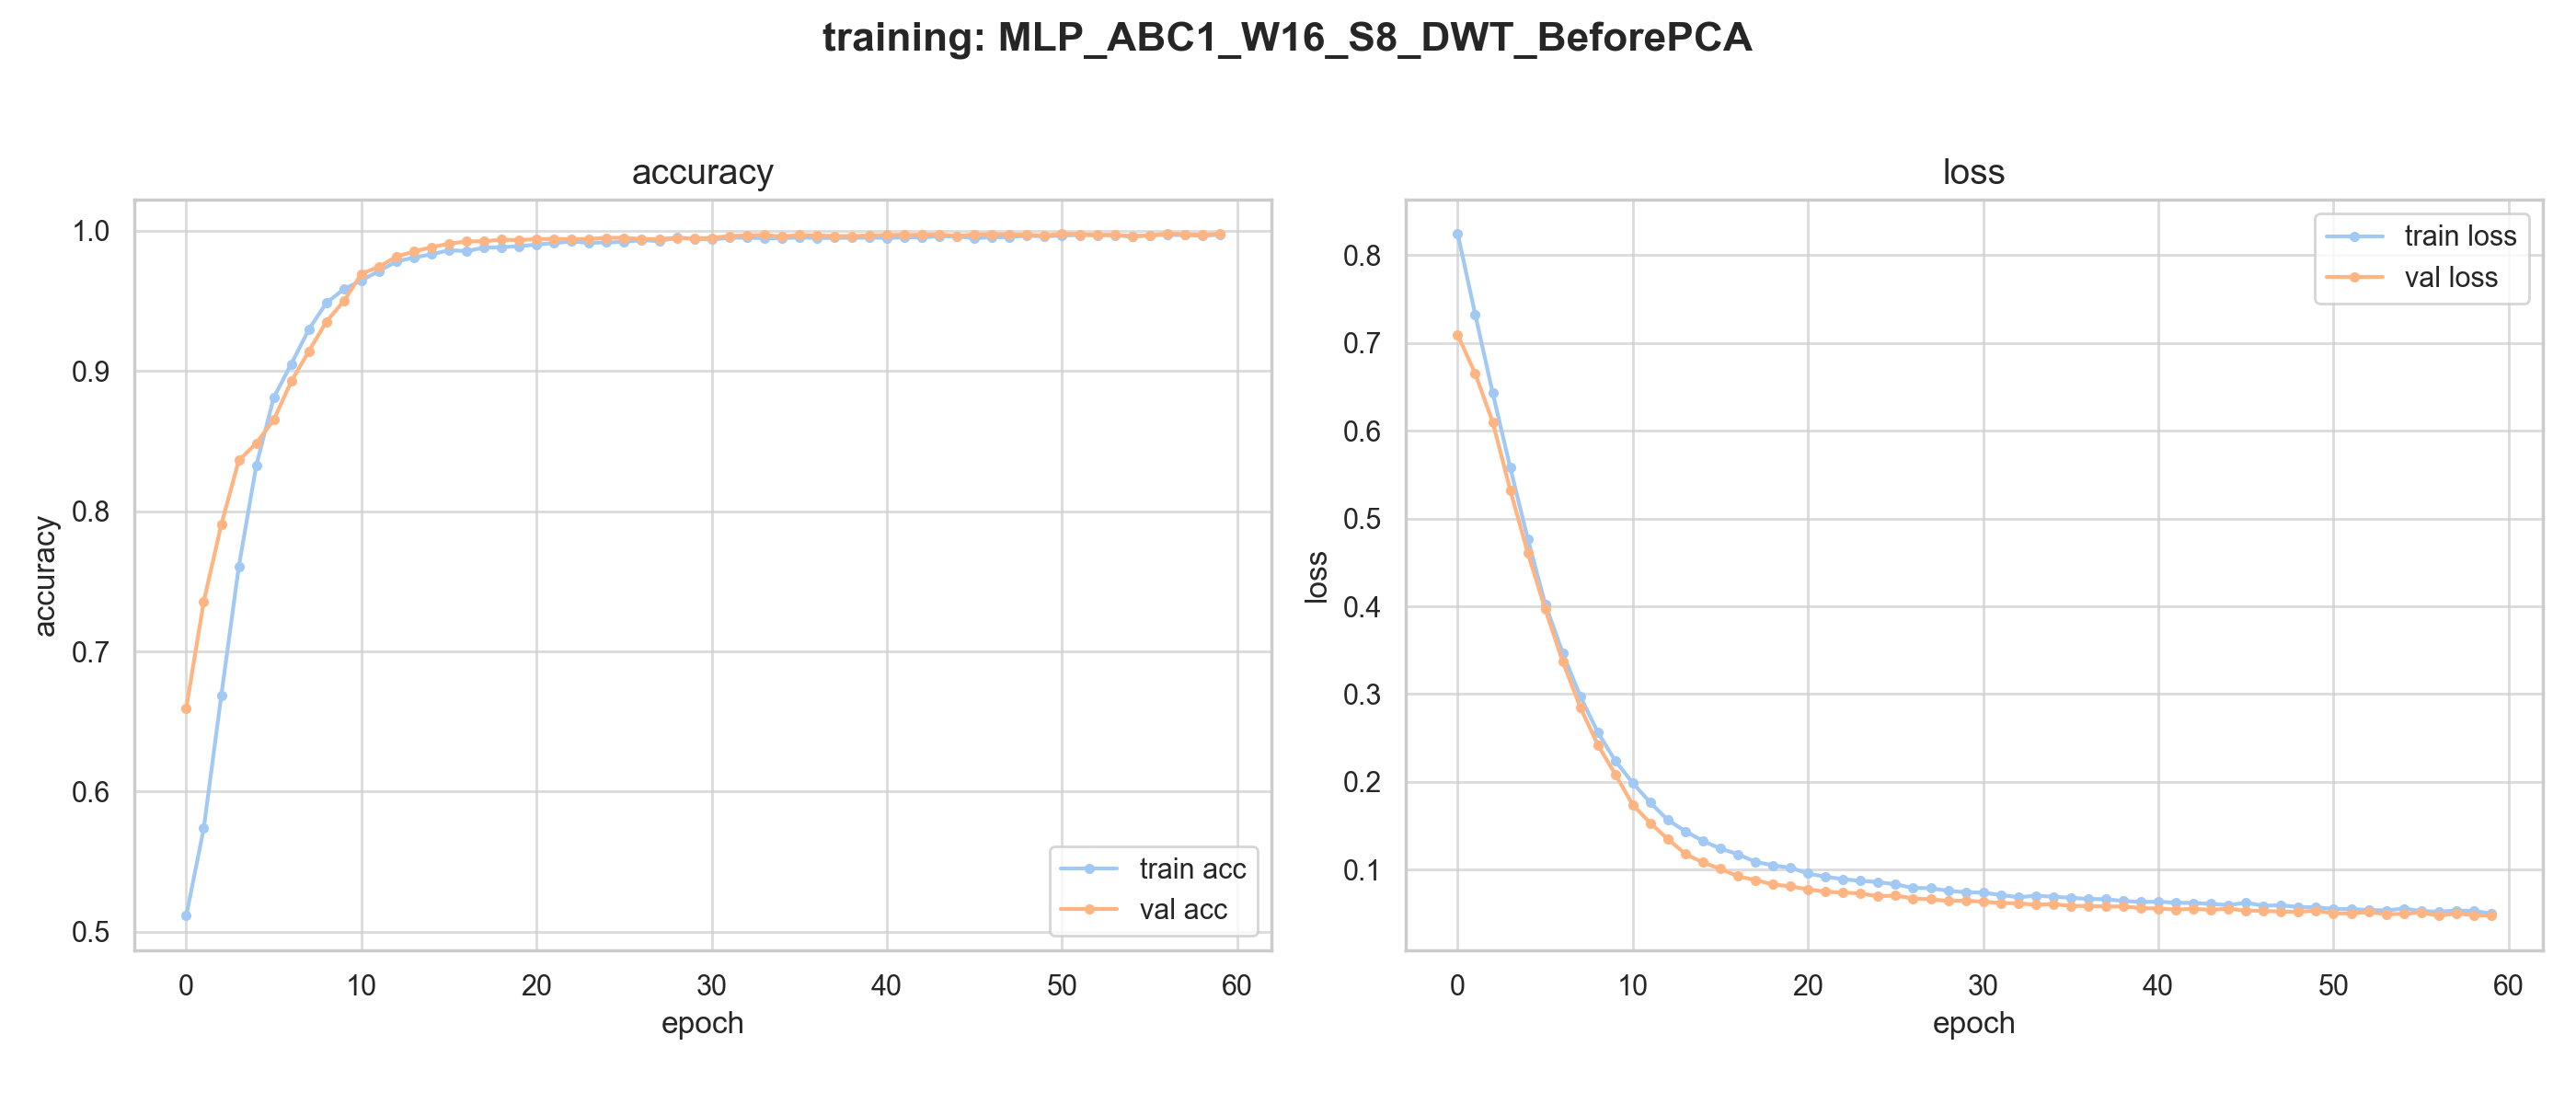 training: MLP_ABC1_W16_S8_DWT_BeforePCA
accuracy
1.0
0.9
0.8
0.7
0.6
0.5
accuracy
train acc
val acc
0 10 20 30 40 50 60
epoch
loss
0.8
0.7
0.6
0.5
0.4
0.3
0.2
0.1
loss
train loss
val loss
0 10 20 30 40 50 60
epoch